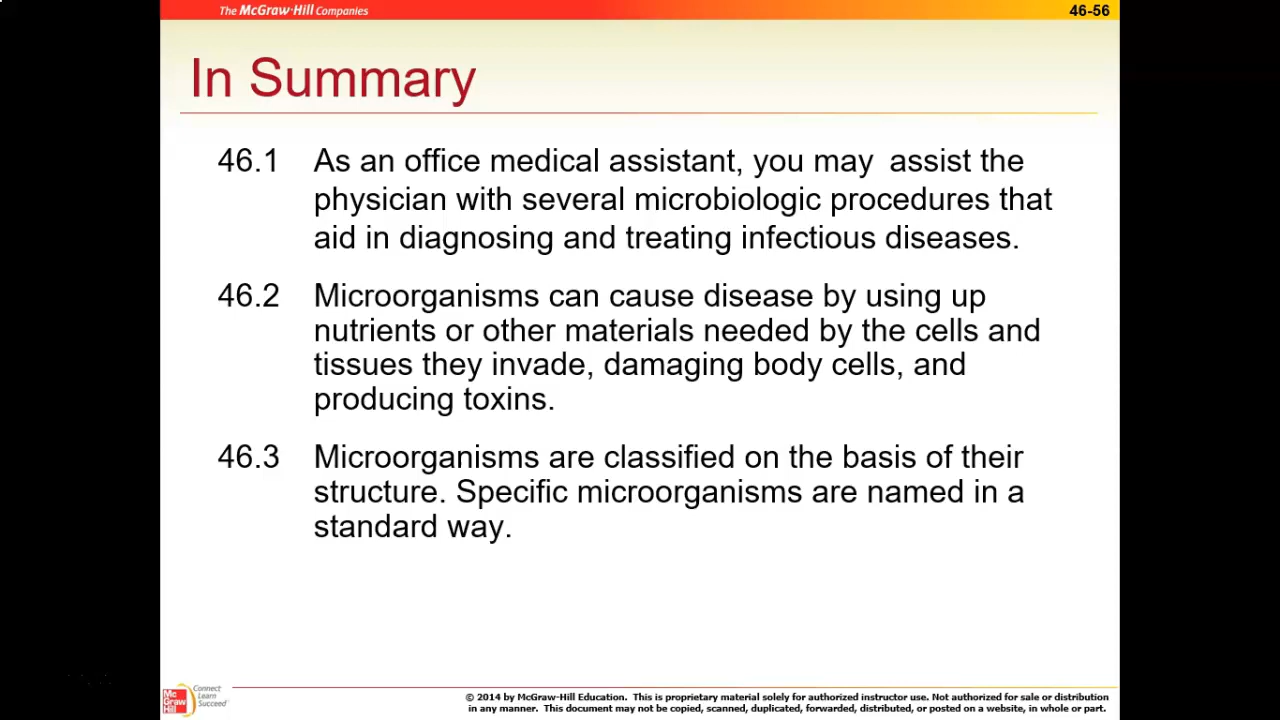 The McGraw-Hill Companies
46-56
In Summary
46.1 As an office medical assistant, you may  assist the
physician with several microbiologic procedures that
aid in diagnosing and treating infectious diseases.
46.2 Microorganisms can cause disease by using up
nutrients or other materials needed by the cells and
tissues they invade, damaging body cells, and
producing toxins.
46.3 Microorganisms are classified on the basis of their
structure. Specific microorganisms are named in a
standard way.
Mc
Graw
Hill
Connect
Learn
Succeed
© 2014 by McGraw-Hill Education. This is proprietary material solely for authorized instructor use. Not authorized for sale or distribution
in any manner. This document may not be copied, scanned, duplicated, forwarded, distributed, or posted on a website, in whole or part.